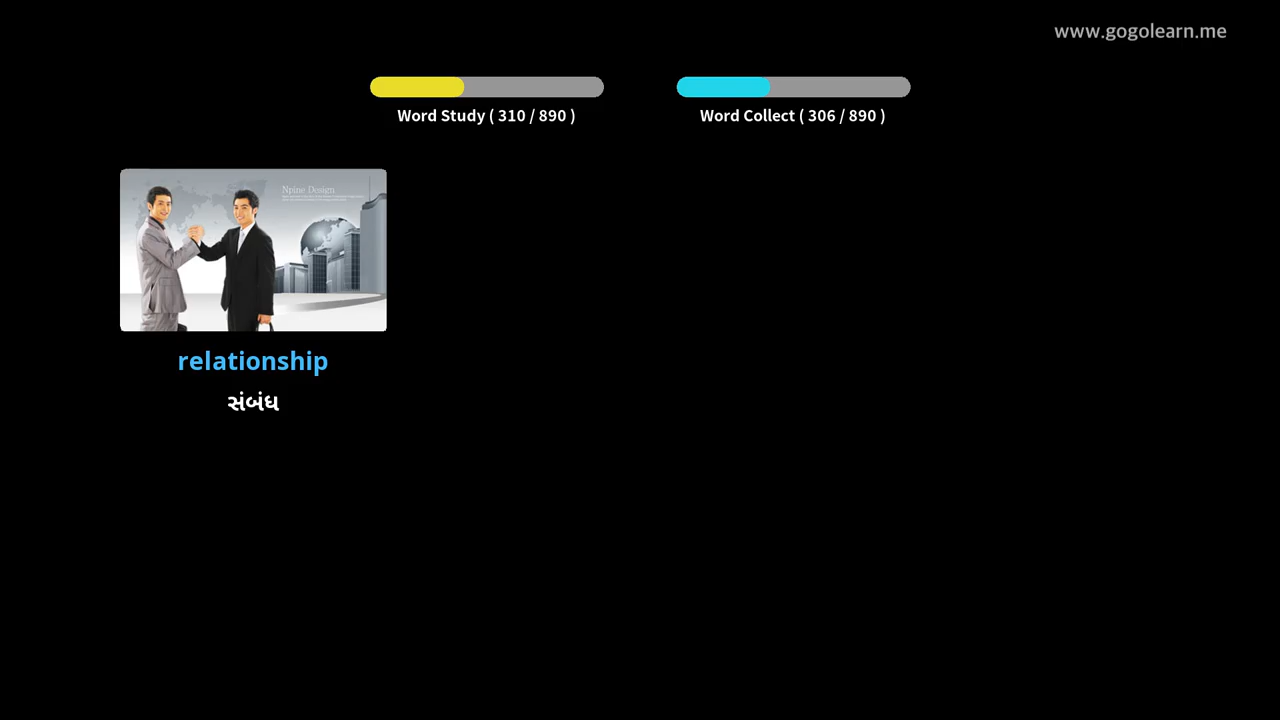 www.gogolearn.me
Word Study ( 310 / 890 )
Word Collect ( 306 / 890 )
Npine Design
relationship
સંબંધ